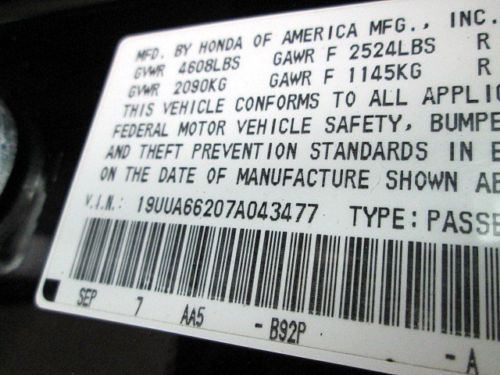 MFD. BY HONDA OF AMERICA MFG., INC.
GVWR 4608LBS GAWR F 2524LBS R
GVWR 2090KG GAWR F 1145KG R
THIS VEHICLE CONFORMS TO ALL APPLIC
FEDERAL MOTOR VEHICLE SAFETY, BUMPE
AND THEFT PREVENTION STANDARDS IN E
ON THE DATE OF MANUFACTURE SHOWN AB
V.I.N.: 19UUA66207A043477 TYPE: PASSE
SEP 7 AA5 - B92P - A